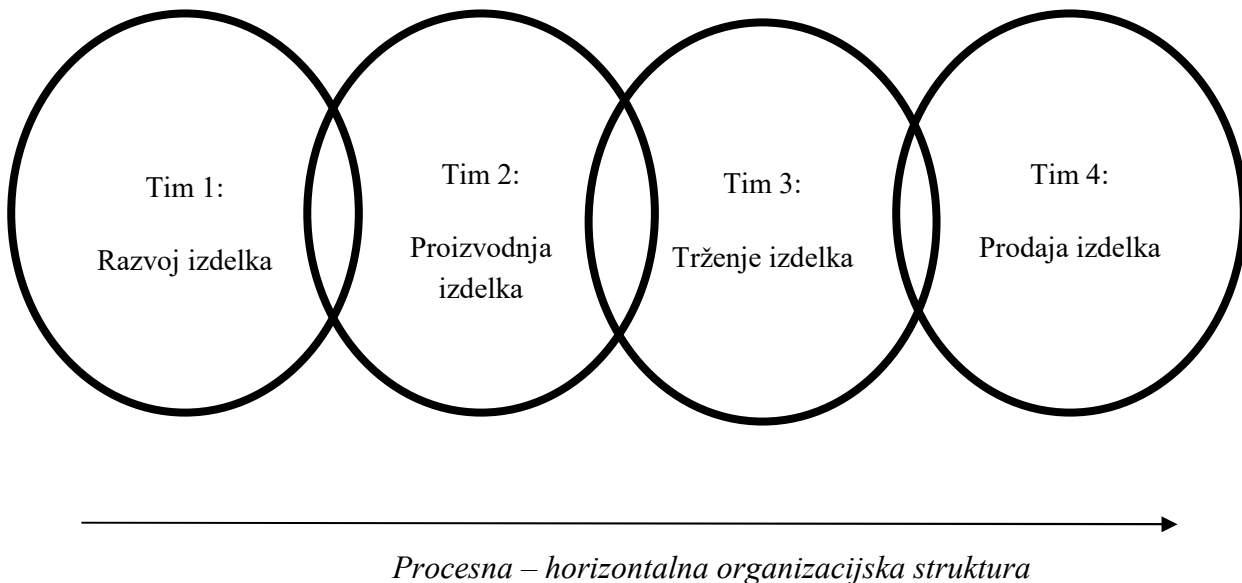 Tim 1:
Razvoj izdelka
Tim 2:
Proizvodnja
izdelka
Tim 3:
Trženje izdelka
Tim 4:
Prodaja izdelka
Procesna – horizontalna organizacijska struktura